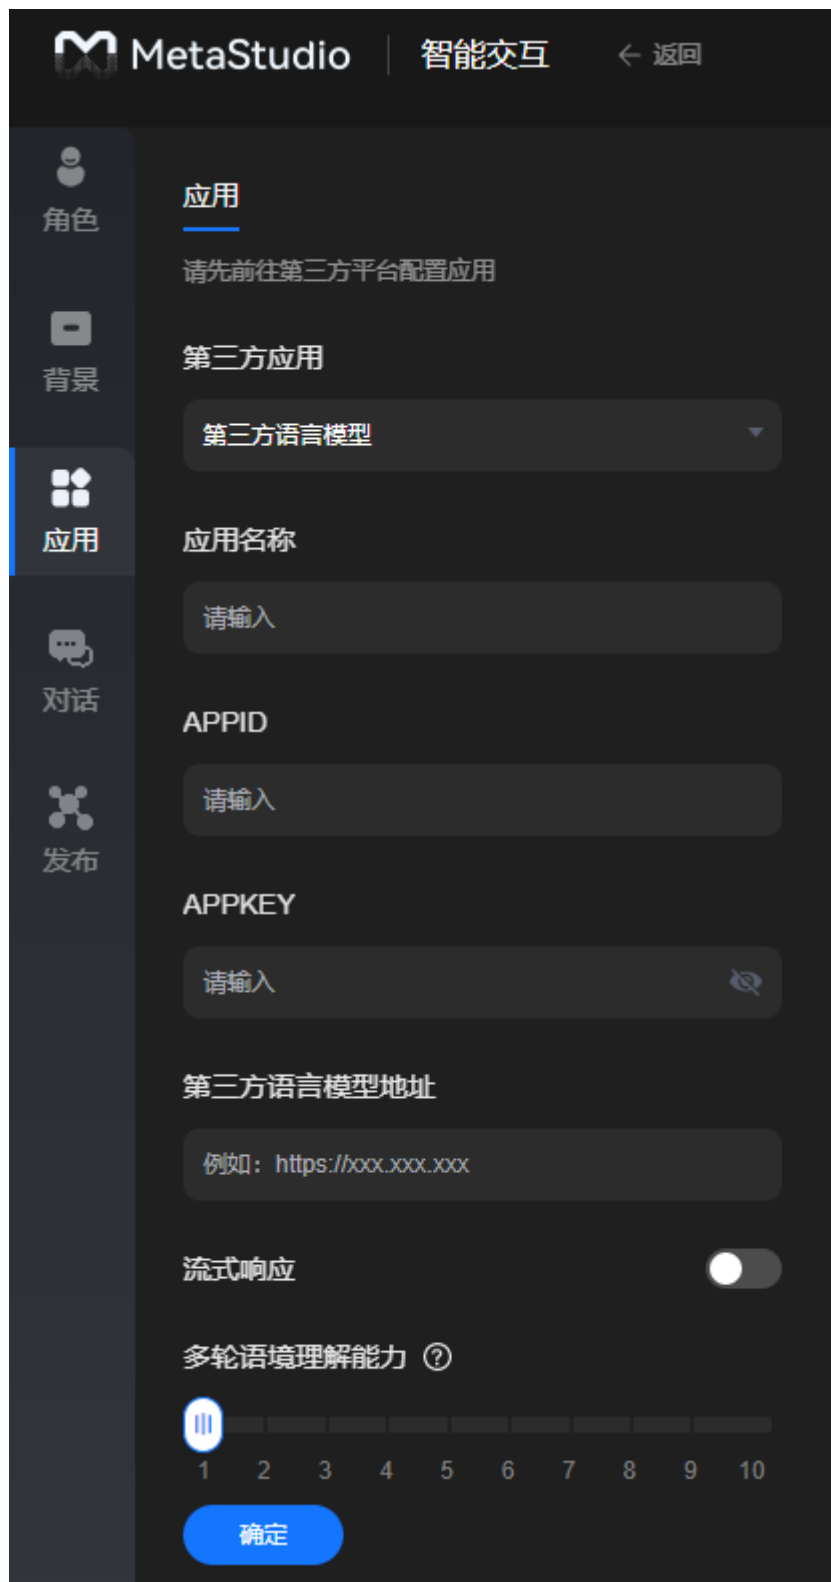 MetaStudio 智能交互 ← 返回
角色
背景
应用
对话
发布
应用
请先前往第三方平台配置应用
第三方应用
第三方语言模型
应用名称
请输入
APPID
请输入
APPKEY
请输入
第三方语言模型地址
例如：https://xxx.xxx.xxx
流式响应
多轮语境理解能力 ?
1 2 3 4 5 6 7 8 9 10
确定